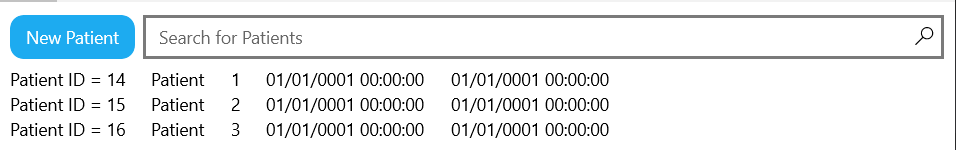 New Patient Search for Patients
Patient ID = 14 Patient 1 01/01/0001 00:00:00 01/01/0001 00:00:00
Patient ID = 15 Patient 2 01/01/0001 00:00:00 01/01/0001 00:00:00
Patient ID = 16 Patient 3 01/01/0001 00:00:00 01/01/0001 00:00:00